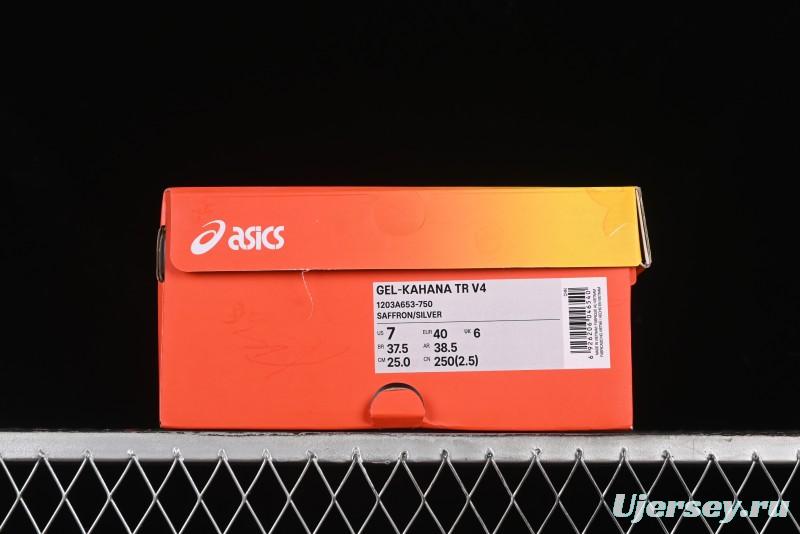 asics
GEL-KAHANA TR V4
1203A653-750
SAFFRON/SILVER
US 7 EUR 40 UK 6
BR 37.5 AR 38.5
CM 25.0 CN 250(2.5)
6926206046540
Ujersey.ru